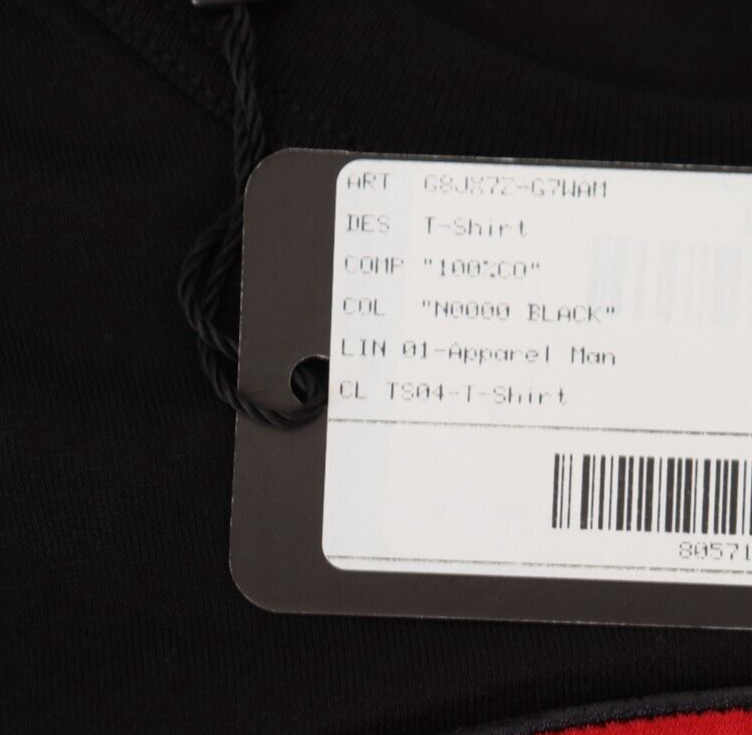 ART G8JX7Z-G7WAM
DES T-Shirt
COMP "100%CO"
COL "N0000 BLACK"
LIN 01-Apparel Man
CL TS04-T-Shirt
80571